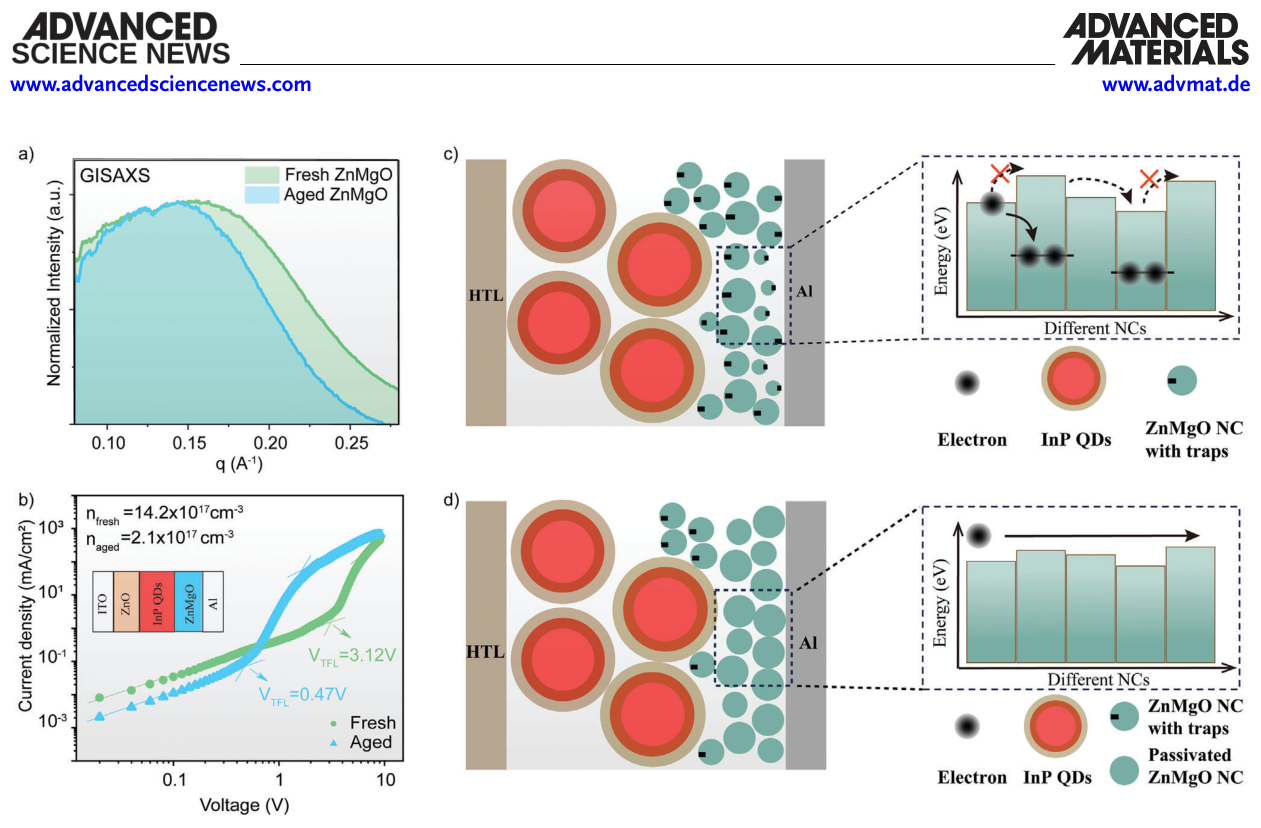 ADVANCED
SCIENCE NEWS
www.advancedsciencenews.com
ADVANCED
MATERIALS
www.advmat.de
a)
GISAXS
Fresh ZnMgO
Aged ZnMgO
Normalized Intensity (a.u.)
0.10 0.15 0.20 0.25
q (A⁻¹)
b)
n_fresh =14.2x10¹⁷cm⁻³
n_aged =2.1x10¹⁷ cm⁻³
ITO
ZnO
InP QDs
ZnMgO
Al
V_TFL=3.12V
V_TFL=0.47V
Fresh
Aged
Current density (mA/cm²)
10³
10¹
10⁻¹
10⁻³
0.1 1 10
Voltage (V)
c)
HTL
Al
Energy (eV)
Different NCs
Electron
InP QDs
ZnMgO NC
with traps
d)
HTL
Al
Energy (eV)
Different NCs
Electron
InP QDs
ZnMgO NC
with traps
Passivated
ZnMgO NC